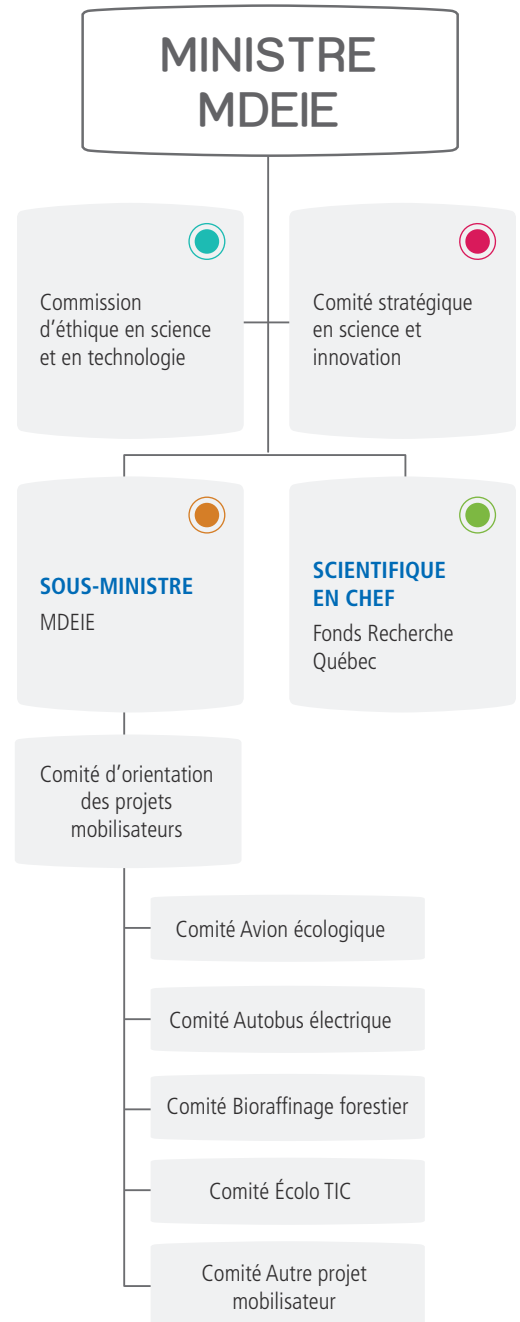 MINISTRE
MDEIE
Commission
d’éthique en science
et en technologie
Comité stratégique
en science et
innovation
SOUS-MINISTRE
MDEIE
SCIENTIFIQUE
EN CHEF
Fonds Recherche
Québec
Comité d’orientation
des projets
mobilisateurs
Comité Avion écologique
Comité Autobus électrique
Comité Bioraffinage forestier
Comité Écolo TIC
Comité Autre projet
mobilisateur